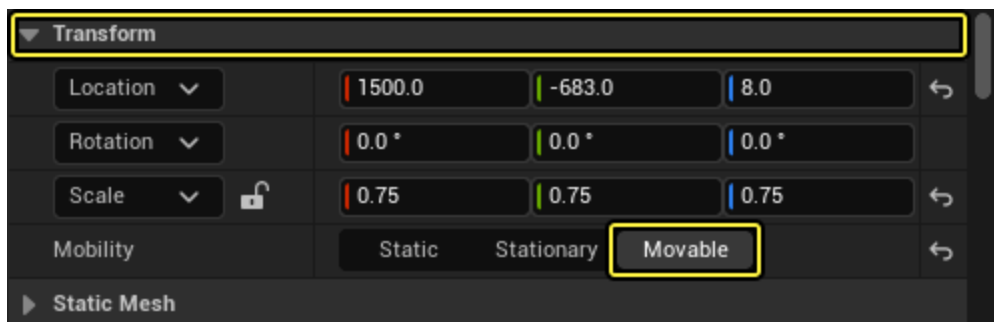 Transform
Location 1500.0 -683.0 8.0
Rotation 0.0 ° 0.0 ° 0.0 °
Scale 0.75 0.75 0.75
Mobility Static Stationary Movable
Static Mesh